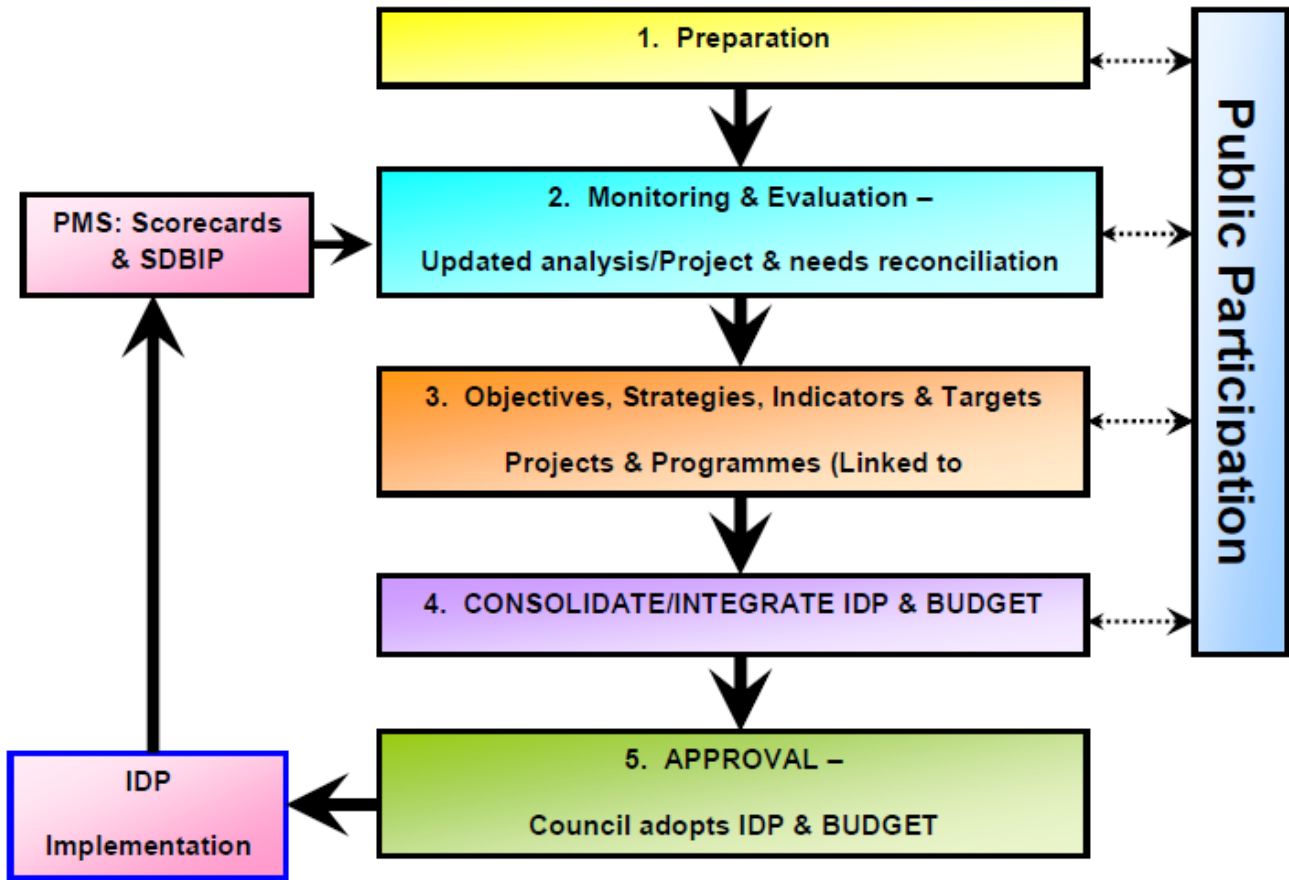 1. Preparation
2. Monitoring & Evaluation –
Updated analysis/Project & needs reconciliation
PMS: Scorecards
& SDBIP
3. Objectives, Strategies, Indicators & Targets
Projects & Programmes (Linked to
4. CONSOLIDATE/INTEGRATE IDP & BUDGET
5. APPROVAL –
Council adopts IDP & BUDGET
IDP
Implementation
Public Participation